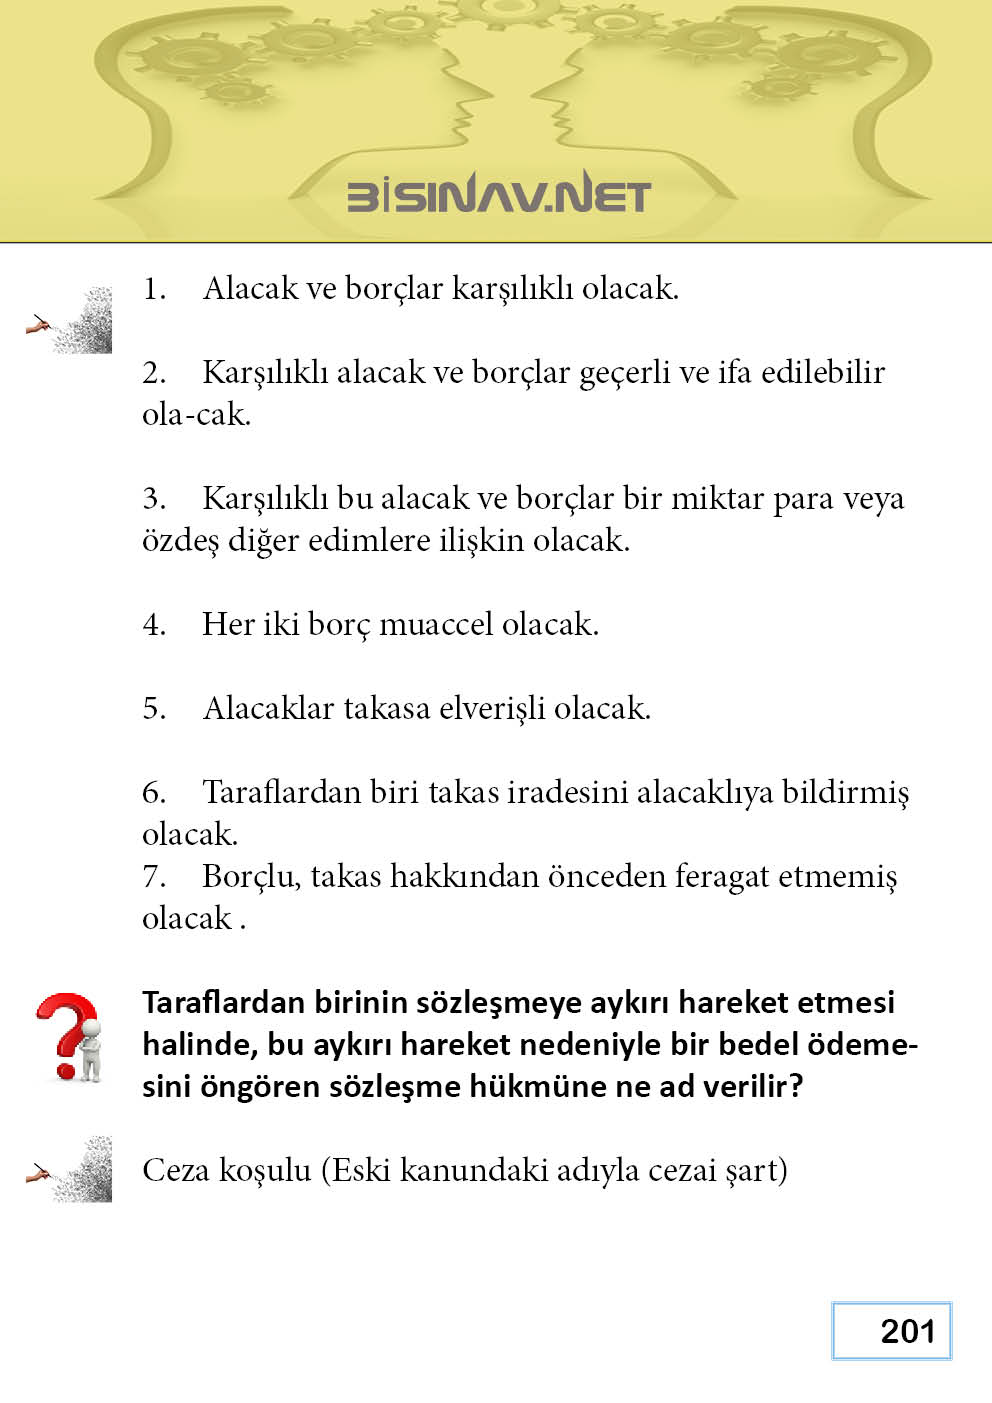 BİSINAV.NET
1. Alacak ve borçlar karşılıklı olacak.
2. Karşılıklı alacak ve borçlar geçerli ve ifa edilebilir
ola-cak.
3. Karşılıklı bu alacak ve borçlar bir miktar para veya
özdeş diğer edimlere ilişkin olacak.
4. Her iki borç muaccel olacak.
5. Alacaklar takasa elverişli olacak.
6. Taraflardan biri takas iradesini alacaklıya bildirmiş
olacak.
7. Borçlu, takas hakkından önceden feragat etmemiş
olacak .
Taraflardan birinin sözleşmeye aykırı hareket etmesi
halinde, bu aykırı hareket nedeniyle bir bedel ödeme-
sini öngören sözleşme hükmüne ne ad verilir?
Ceza koşulu (Eski kanundaki adıyla cezai şart)
201